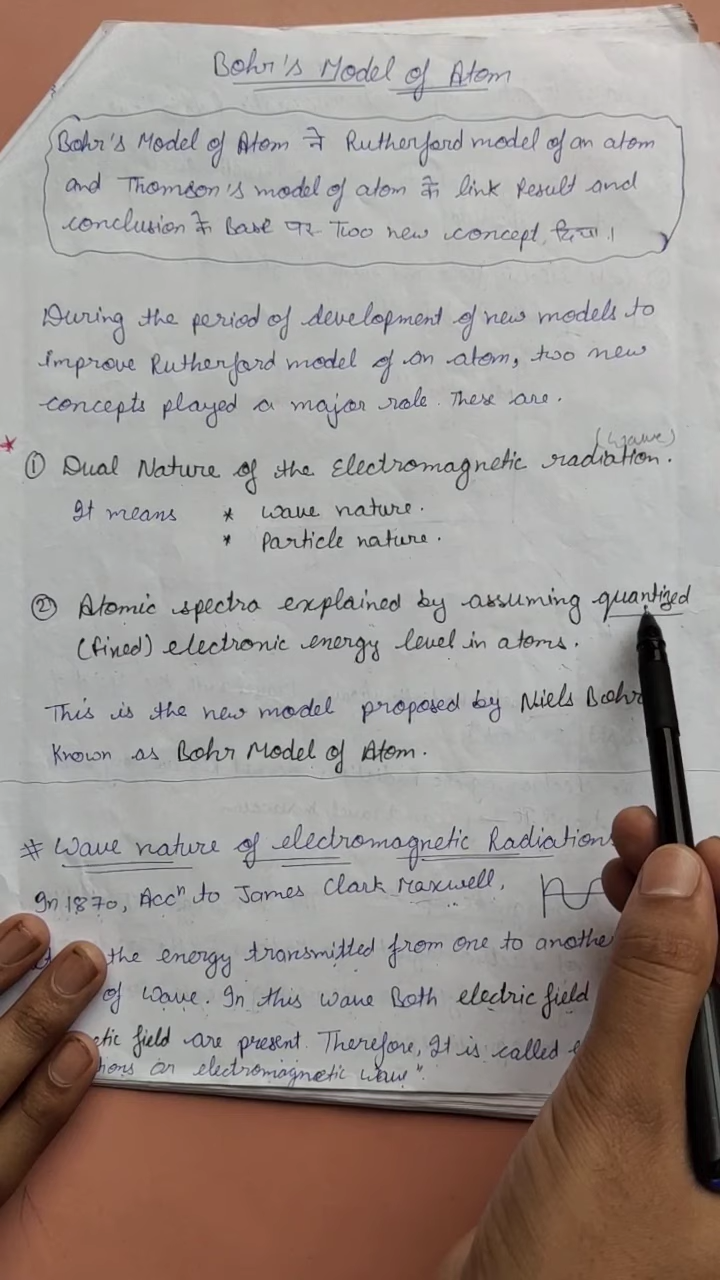 Bohr's Model of Atom
Bohr's Model of Atom ने Rutherford model of an atom
and Thomson's model of atom के link Result and
conclusion के Base पर Two new concept दिया।
During the period of development of new models to
improve Rutherford model of an atom, two new
concepts played a major role. These are.
(wave)
① Dual Nature of the Electromagnetic radiation.
It means * wave nature.
* Particle nature.
② Atomic spectra explained by assuming quantized
(fixed) electronic energy level in atoms.
This is the new model proposed by Niels Bohr
Known as Bohr Model of Atom.
# Wave nature of electromagnetic Radiation
In 1870, Accⁿ to James Clark Maxwell,
the energy transmitted from one to anothe
of wave. In this wave Both electric field
etic field are present. Therefore, It is called
ions or electromagnetic wave".